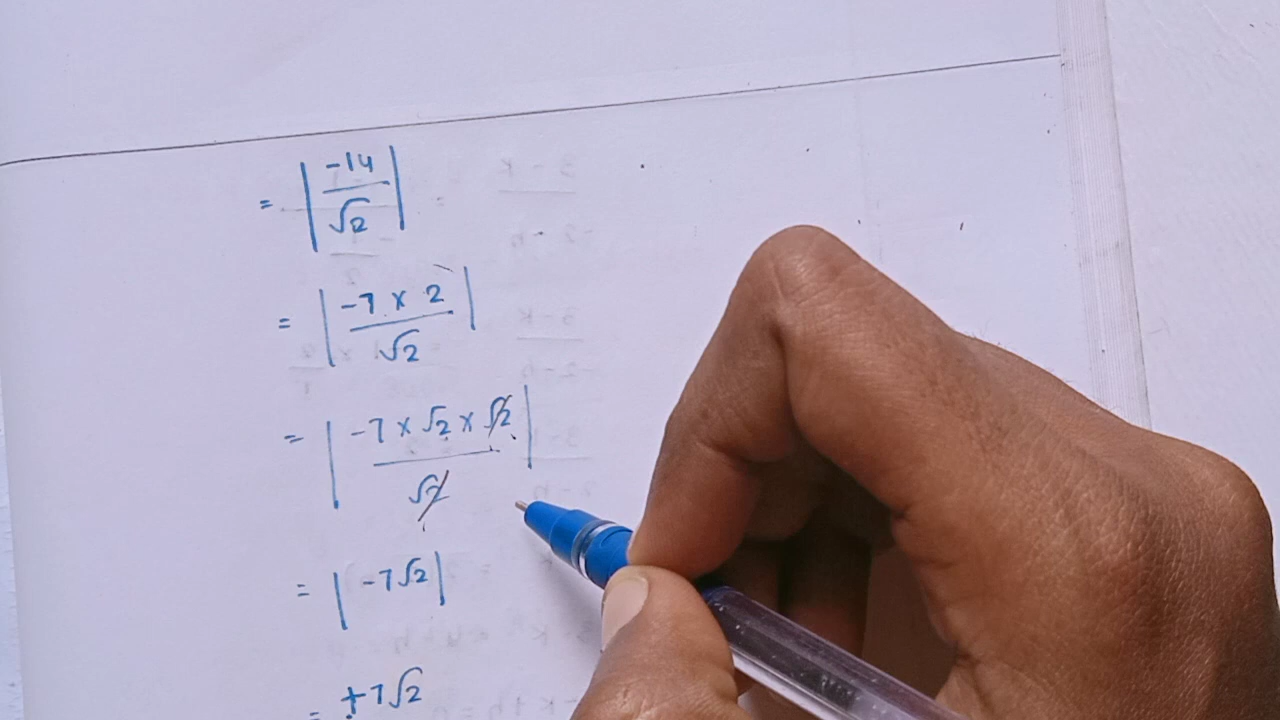 = | -14 / √2 |
= | -7 × 2 / √2 |
= | -7 × √2 × √2 / √2 |
= | -7√2 |
= +7√2